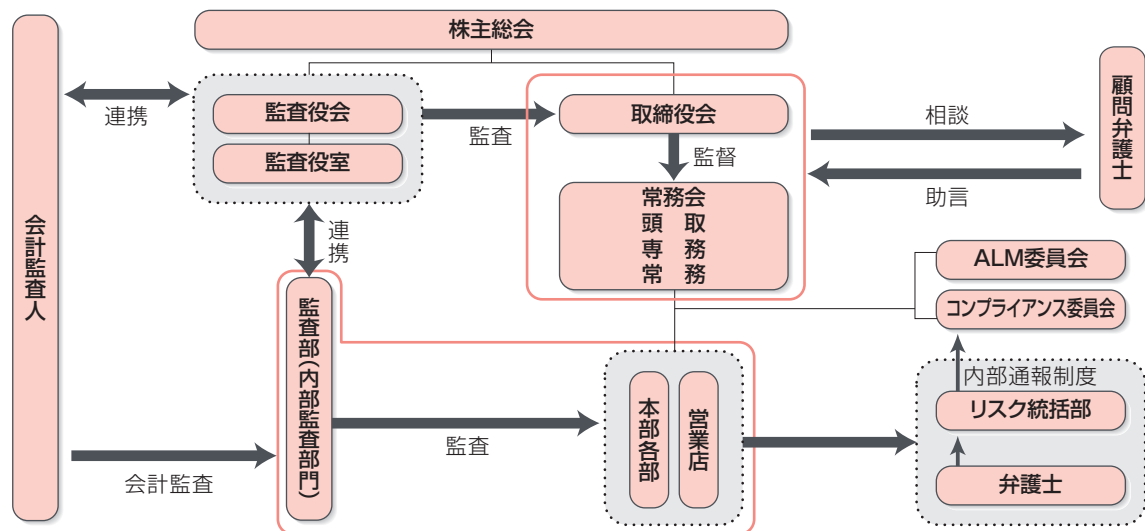 株主総会
連携
監査役会
監査役室
監査
取締役会
監督
常務会
頭　取
専　務
常　務
相談
助言
顧問弁護士
会計監査人
連携
ALM委員会
コンプライアンス委員会
監査部(内部監査部門)
監査
本部各部
営業店
内部通報制度
リスク統括部
弁護士
会計監査